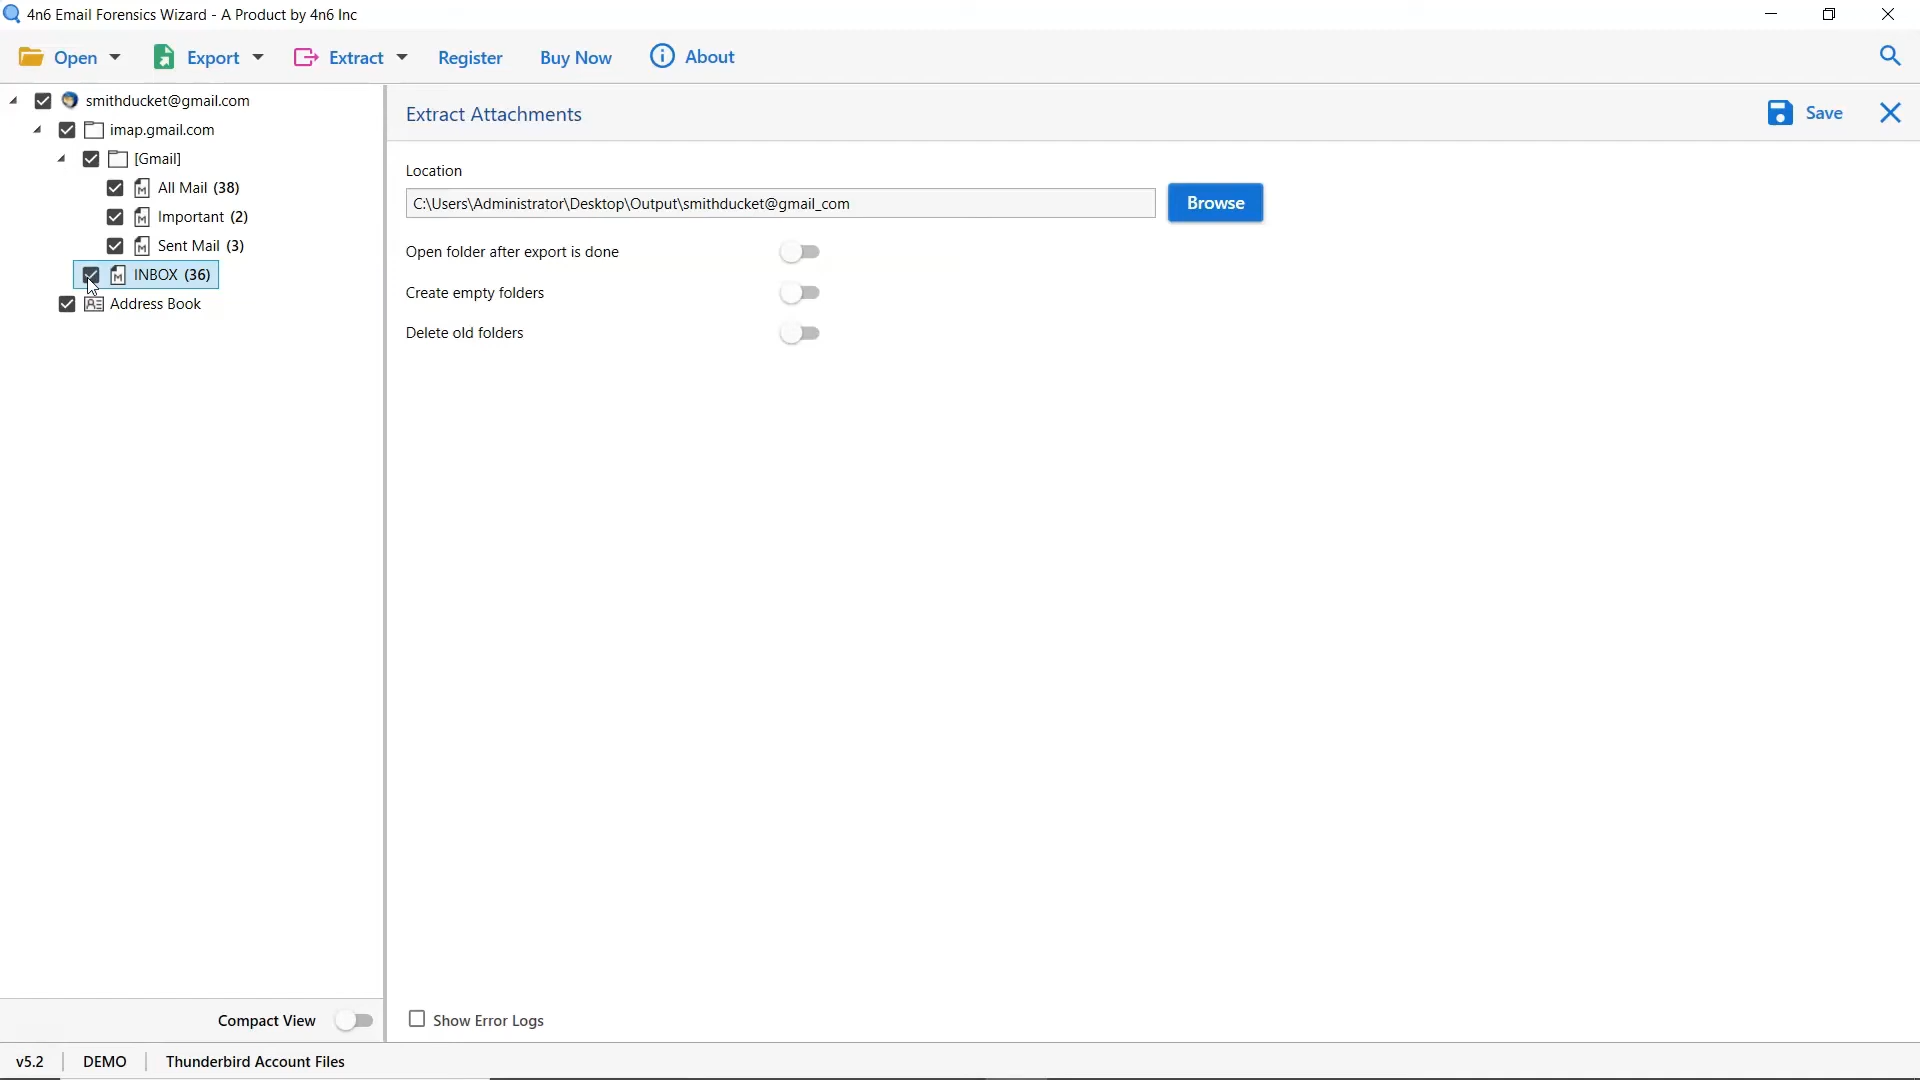 4n6 Email Forensics Wizard - A Product by 4n6 Inc
Open Export Extract Register Buy Now About
smithducket@gmail.com
imap.gmail.com
[Gmail]
All Mail (38)
Important (2)
Sent Mail (3)
INBOX (36)
Address Book
Extract Attachments
Save
Location
C:\Users\Administrator\Desktop\Output\smithducket@gmail_com
Browse
Open folder after export is done
Create empty folders
Delete old folders
Compact View
Show Error Logs
v5.2 DEMO Thunderbird Account Files